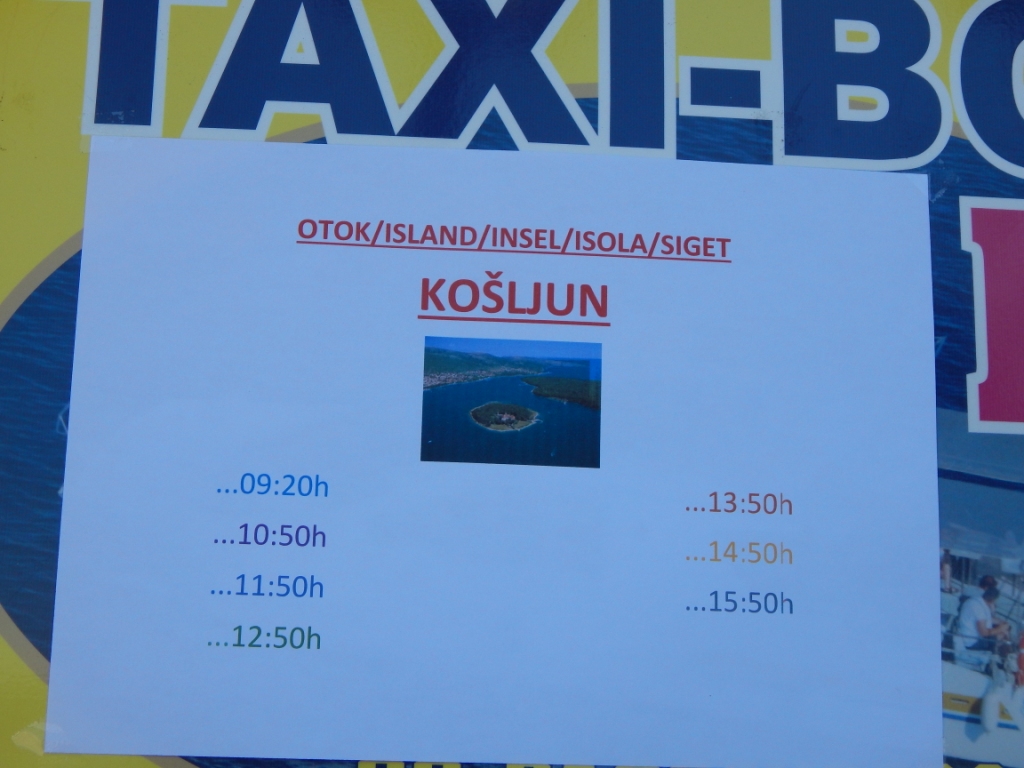 TAXI-BO
OTOK/ISLAND/INSEL/ISOLA/SIGET
KOŠLJUN
...09:20h
...10:50h
...11:50h
...12:50h
...13:50h
...14:50h
...15:50h